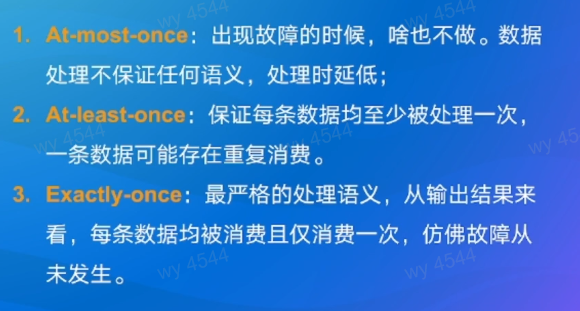 1. At-most-once：出现故障的时候，啥也不做。数据
处理不保证任何语义，处理时延低；
2. At-least-once：保证每条数据均至少被处理一次，
一条数据可能存在重复消费。
3. Exactly-once：最严格的处理语义，从输出结果来
看，每条数据均被消费且仅消费一次，仿佛故障从
未发生。
wy 4544
wy 4544
wy 4544
wy 4544
wy 4544
wy 4544